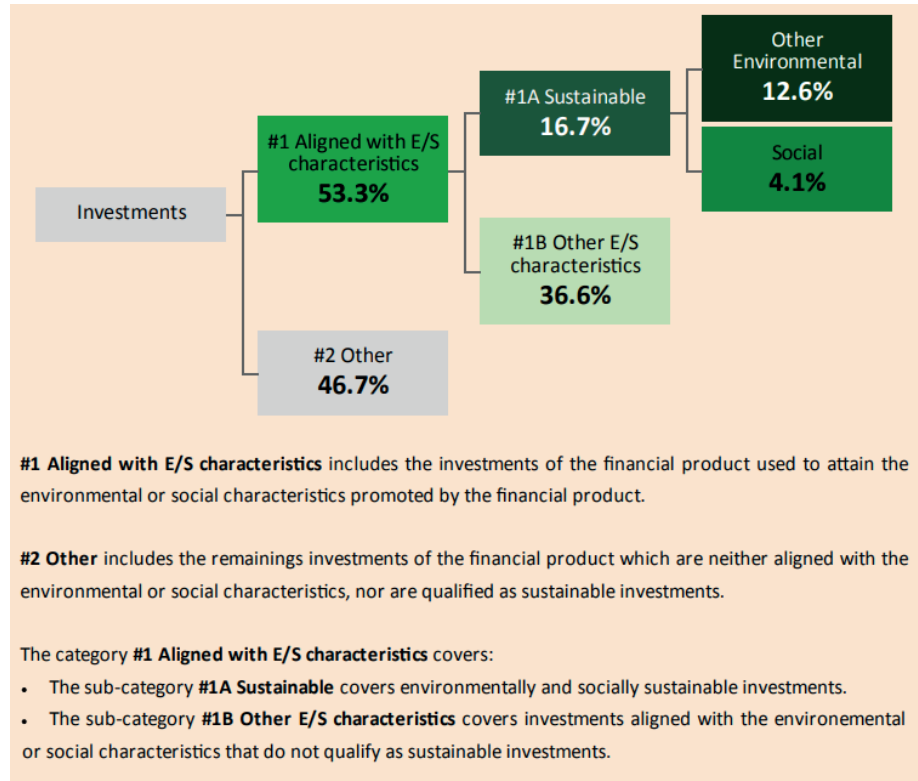 Other
Environmental
12.6%
#1A Sustainable
16.7%
#1 Aligned with E/S
characteristics
53.3%
Social
4.1%
Investments
#1B Other E/S
characteristics
36.6%
#2 Other
46.7%
#1 Aligned with E/S characteristics includes the investments of the financial product used to attain the
environmental or social characteristics promoted by the financial product.
#2 Other includes the remainings investments of the financial product which are neither aligned with the
environmental or social characteristics, nor are qualified as sustainable investments.
The category #1 Aligned with E/S characteristics covers:
• The sub-category #1A Sustainable covers environmentally and socially sustainable investments.
• The sub-category #1B Other E/S characteristics covers investments aligned with the environemental
or social characteristics that do not qualify as sustainable investments.